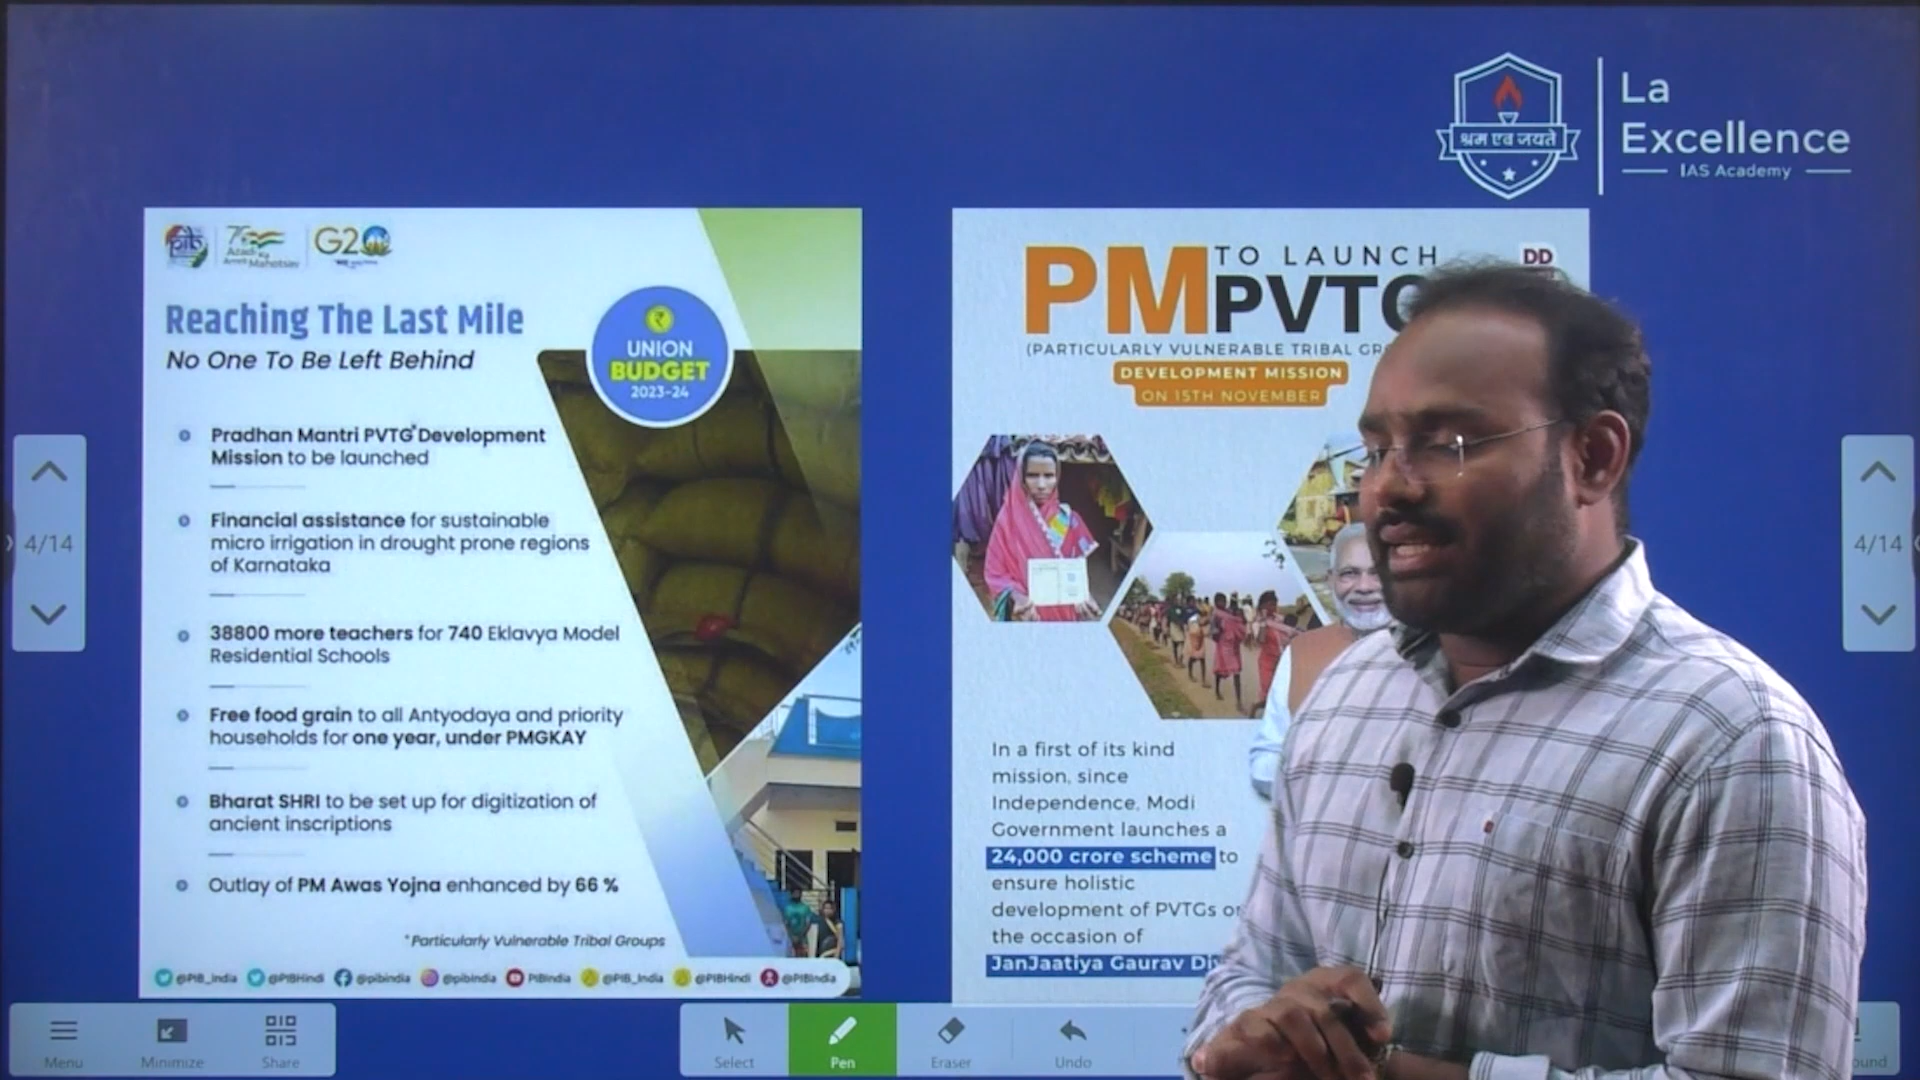 श्रम एव जयते
La
Excellence
IAS Academy
pib
Azadi Ka
Amrit Mahotsav
G20
Reaching The Last Mile
No One To Be Left Behind
UNION
BUDGET
2023-24
Pradhan Mantri PVTG* Development
Mission to be launched
Financial assistance for sustainable
micro irrigation in drought prone regions
of Karnataka
38800 more teachers for 740 Eklavya Model
Residential Schools
Free food grain to all Antyodaya and priority
households for one year, under PMGKAY
Bharat SHRI to be set up for digitization of
ancient inscriptions
Outlay of PM Awas Yojna enhanced by 66 %
*Particularly Vulnerable Tribal Groups
@PIB_India @PIBHindi @pibindia @pibindia PIBIndia @PIB_India @PIBHindi @PIBIndia
PM TO LAUNCH
PVTG
DD
(PARTICULARLY VULNERABLE TRIBAL
DEVELOPMENT MISSION
ON 15TH NOVEMBER
In a first of its kind
mission, since
Independence, Modi
Government launches a
24,000 crore scheme to
ensure holistic
development of PVTGs on
the occasion of
JanJaatiya Gaurav
4/14
4/14
Menu
Minimize
Share
Select
Pen
Eraser
Undo